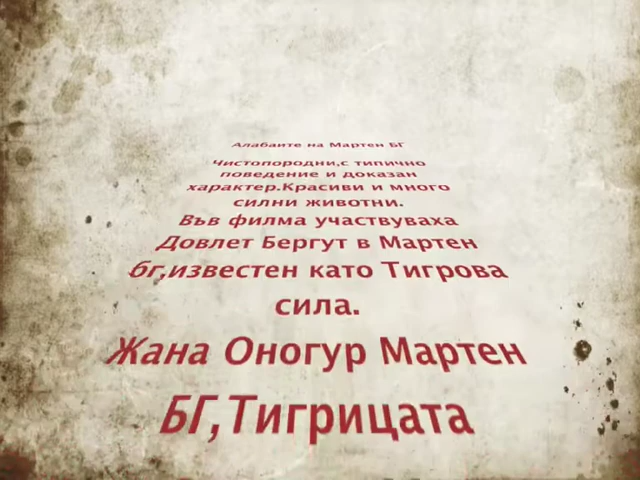 Алабаите на Мартен БГ
Чистопородни,с типично
поведение и доказан
характер.Красиви и много
силни животни.
Във филма участвуваха
Довлет Бергут в Мартен
бг,известен като Тигрова
сила.
Жана Оногур Мартен
БГ,Тигрицата